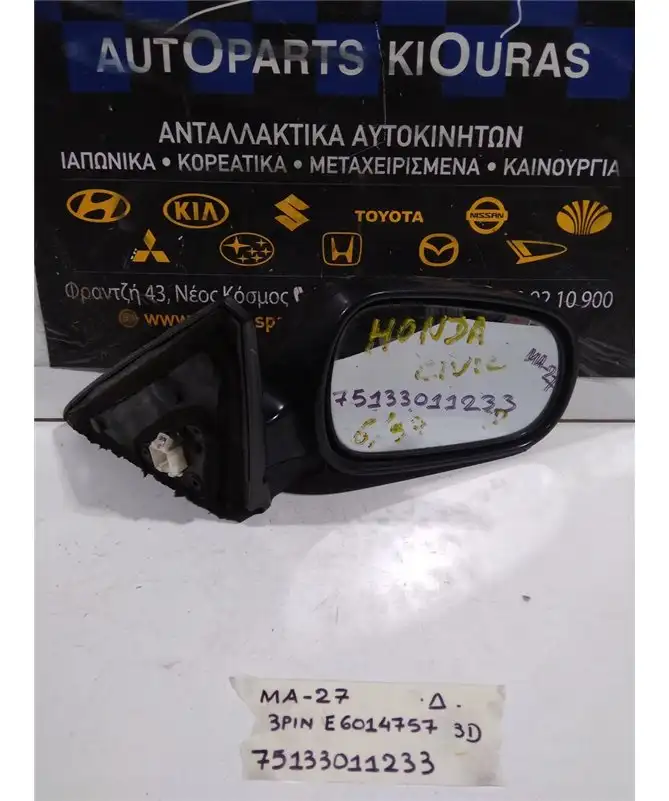 AUTOPARTS KIOURAS
ΑΝΤΑΛΛΑΚΤΙΚΑ ΑΥΤΟΚΙΝΗΤΩΝ
ΙΑΠΩΝΙΚΑ • ΚΟΡΕΑΤΙΚΑ • ΜΕΤΑΧΕΙΡΙΣΜΕΝΑ • ΚΑΙΝΟΥΡΓΙΑ
KIA TOYOTA NISSAN
Φραντζή 43, Νέος Κόσμος 10 900
www.
HONDA
CIVIC
MA-27
75133011233
MA-27 Δ.
3PIN E6014757 3D
75133011233